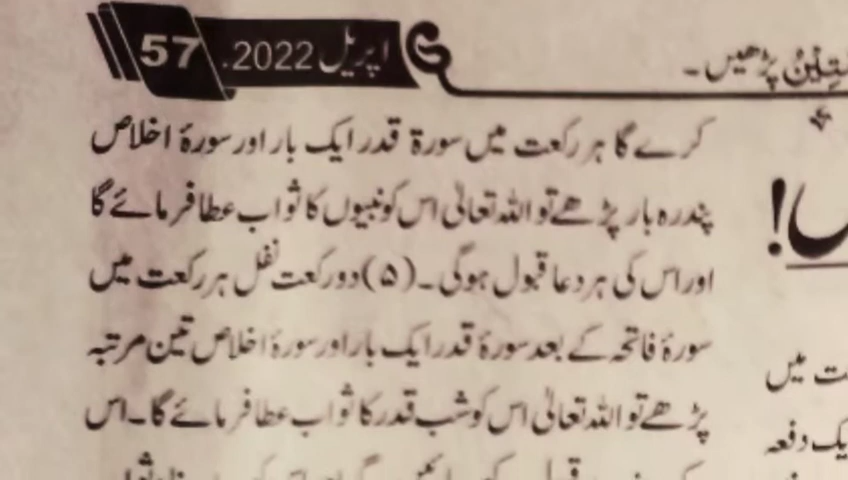 57 اپریل 2022ء
پڑھیں۔
کرے گا ہر رکعت میں سورۃ قدر ایک بار اور سورۂ اخلاص
پندرہ بار پڑھے تو اللہ تعالیٰ اس کو نبیوں کا ثواب عطا فرمائے گا
اور اس کی ہر دعا قبول ہوگی۔ (۵) دو رکعت نفل ہر رکعت میں
سورۂ فاتحہ کے بعد سورۂ قدر ایک بار اور سورۂ اخلاص تین مرتبہ
پڑھے تو اللہ تعالیٰ اس کو شب قدر کا ثواب عطا فرمائے گا۔ اس
میں
دفعہ